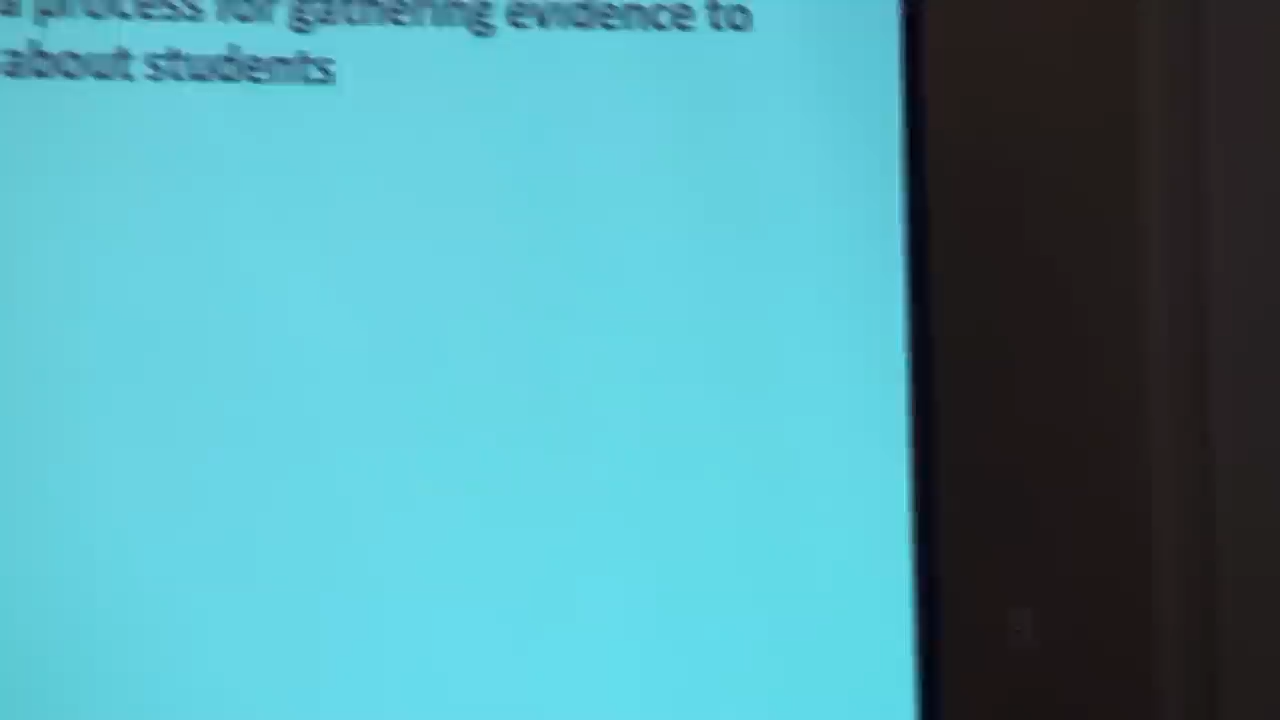 a process for gathering evidence to
about students